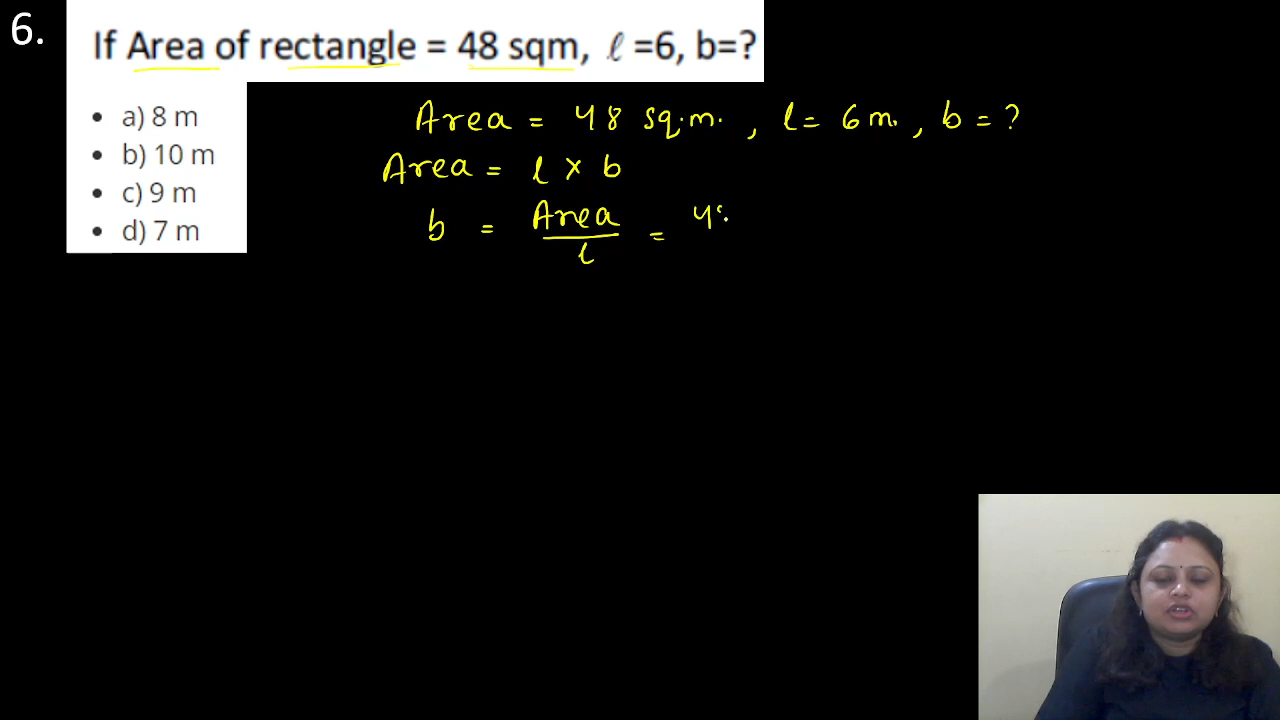 6.
If Area of rectangle = 48 sqm, ℓ =6, b=?
• a) 8 m
• b) 10 m
• c) 9 m
• d) 7 m
Area = 48 sq.m. , l = 6 m. , b = ?
Area = l × b
b = Area / l =